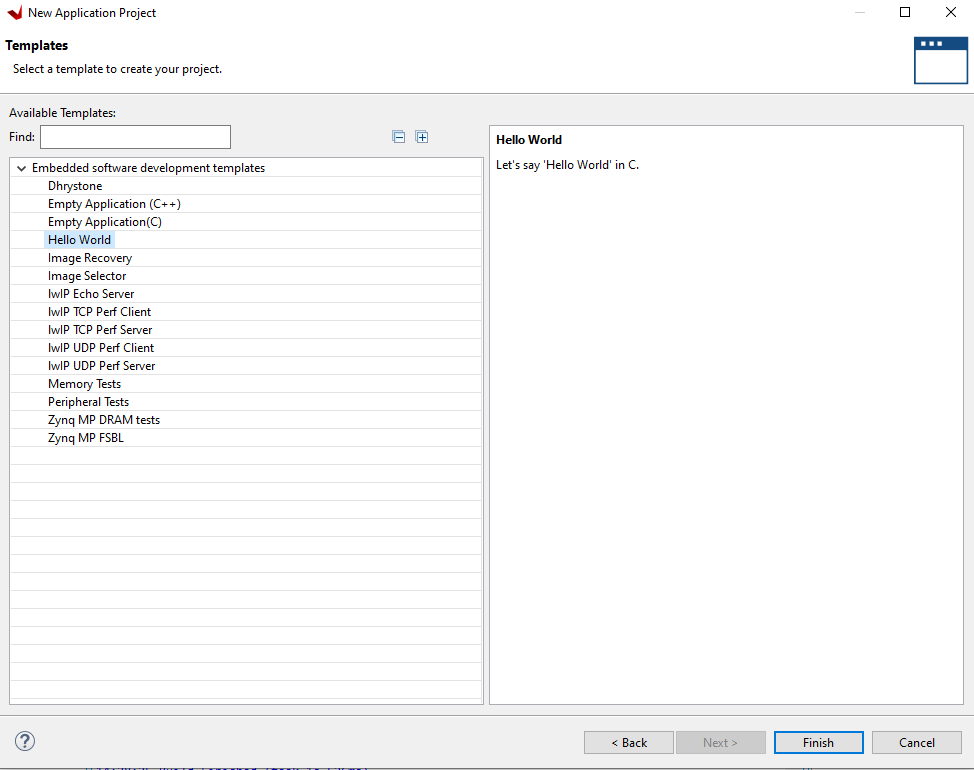 New Application Project
Templates
Select a template to create your project.
Available Templates:
Find:
Embedded software development templates
Dhrystone
Empty Application (C++)
Empty Application(C)
Hello World
Image Recovery
Image Selector
lwIP Echo Server
lwIP TCP Perf Client
lwIP TCP Perf Server
lwIP UDP Perf Client
lwIP UDP Perf Server
Memory Tests
Peripheral Tests
Zynq MP DRAM tests
Zynq MP FSBL
Hello World
Let's say 'Hello World' in C.
?
< Back
Next >
Finish
Cancel